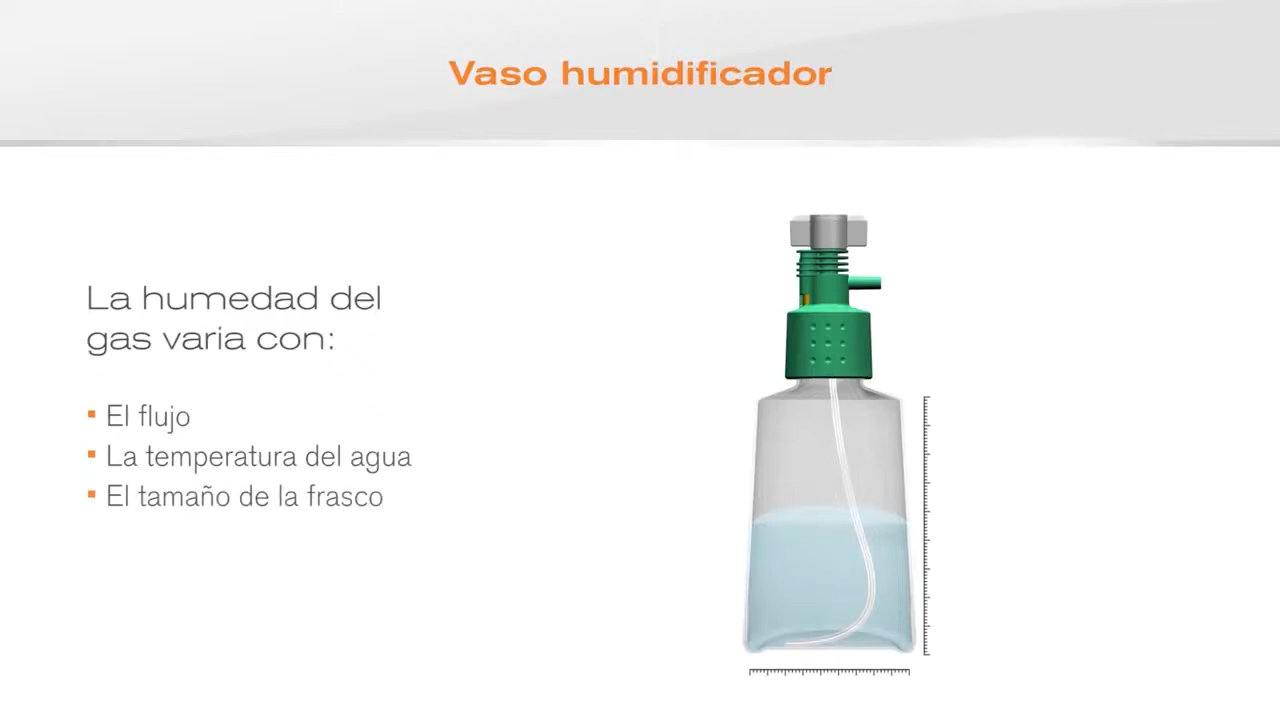 Vaso humidificador
La humedad del
gas varia con:
▪ El flujo
▪ La temperatura del agua
▪ El tamaño de la frasco